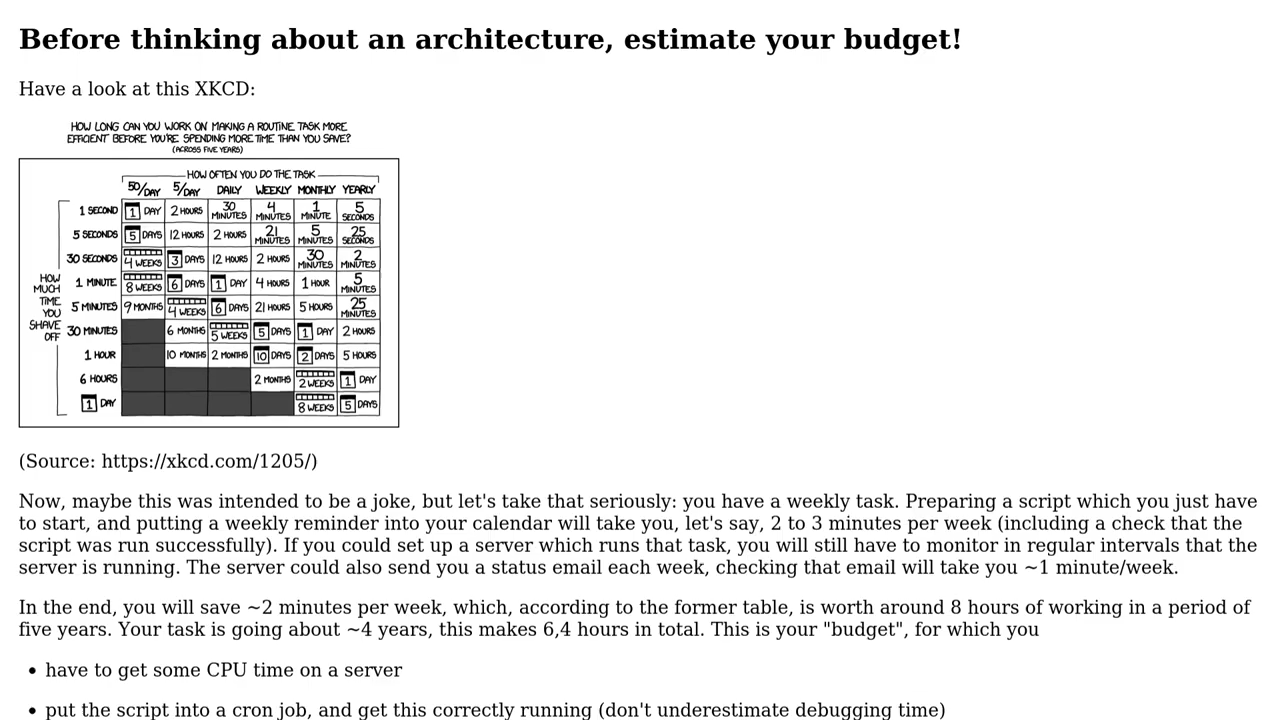 Before thinking about an architecture, estimate your budget!
Have a look at this XKCD:
HOW LONG CAN YOU WORK ON MAKING A ROUTINE TASK MORE
EFFICIENT BEFORE YOU'RE SPENDING MORE TIME THAN YOU SAVE?
(ACROSS FIVE YEARS)
HOW OFTEN YOU DO THE TASK
50/DAY 5/DAY DAILY WEEKLY MONTHLY YEARLY
HOW MUCH TIME YOU SHAVE OFF
1 SECOND 1 DAY 2 HOURS 30 MINUTES 4 MINUTES 1 MINUTE 5 SECONDS
5 SECONDS 5 DAYS 12 HOURS 2 HOURS 21 MINUTES 5 MINUTES 25 SECONDS
30 SECONDS 4 WEEKS 3 DAYS 12 HOURS 2 HOURS 30 MINUTES 2 MINUTES
1 MINUTE 8 WEEKS 6 DAYS 1 DAY 4 HOURS 1 HOUR 5 MINUTES
5 MINUTES 9 MONTHS 4 WEEKS 6 DAYS 21 HOURS 5 HOURS 25 MINUTES
30 MINUTES 6 MONTHS 5 WEEKS 5 DAYS 1 DAY 2 HOURS
1 HOUR 10 MONTHS 2 MONTHS 10 DAYS 2 DAYS 5 HOURS
6 HOURS 2 MONTHS 2 WEEKS 1 DAY
1 DAY 8 WEEKS 5 DAYS
(Source: https://xkcd.com/1205/)
Now, maybe this was intended to be a joke, but let's take that seriously: you have a weekly task. Preparing a script which you just have
to start, and putting a weekly reminder into your calendar will take you, let's say, 2 to 3 minutes per week (including a check that the
script was run successfully). If you could set up a server which runs that task, you will still have to monitor in regular intervals that the
server is running. The server could also send you a status email each week, checking that email will take you ~1 minute/week.
In the end, you will save ~2 minutes per week, which, according to the former table, is worth around 8 hours of working in a period of
five years. Your task is going about ~4 years, this makes 6,4 hours in total. This is your "budget", for which you
• have to get some CPU time on a server
• put the script into a cron job, and get this correctly running (don't underestimate debugging time)